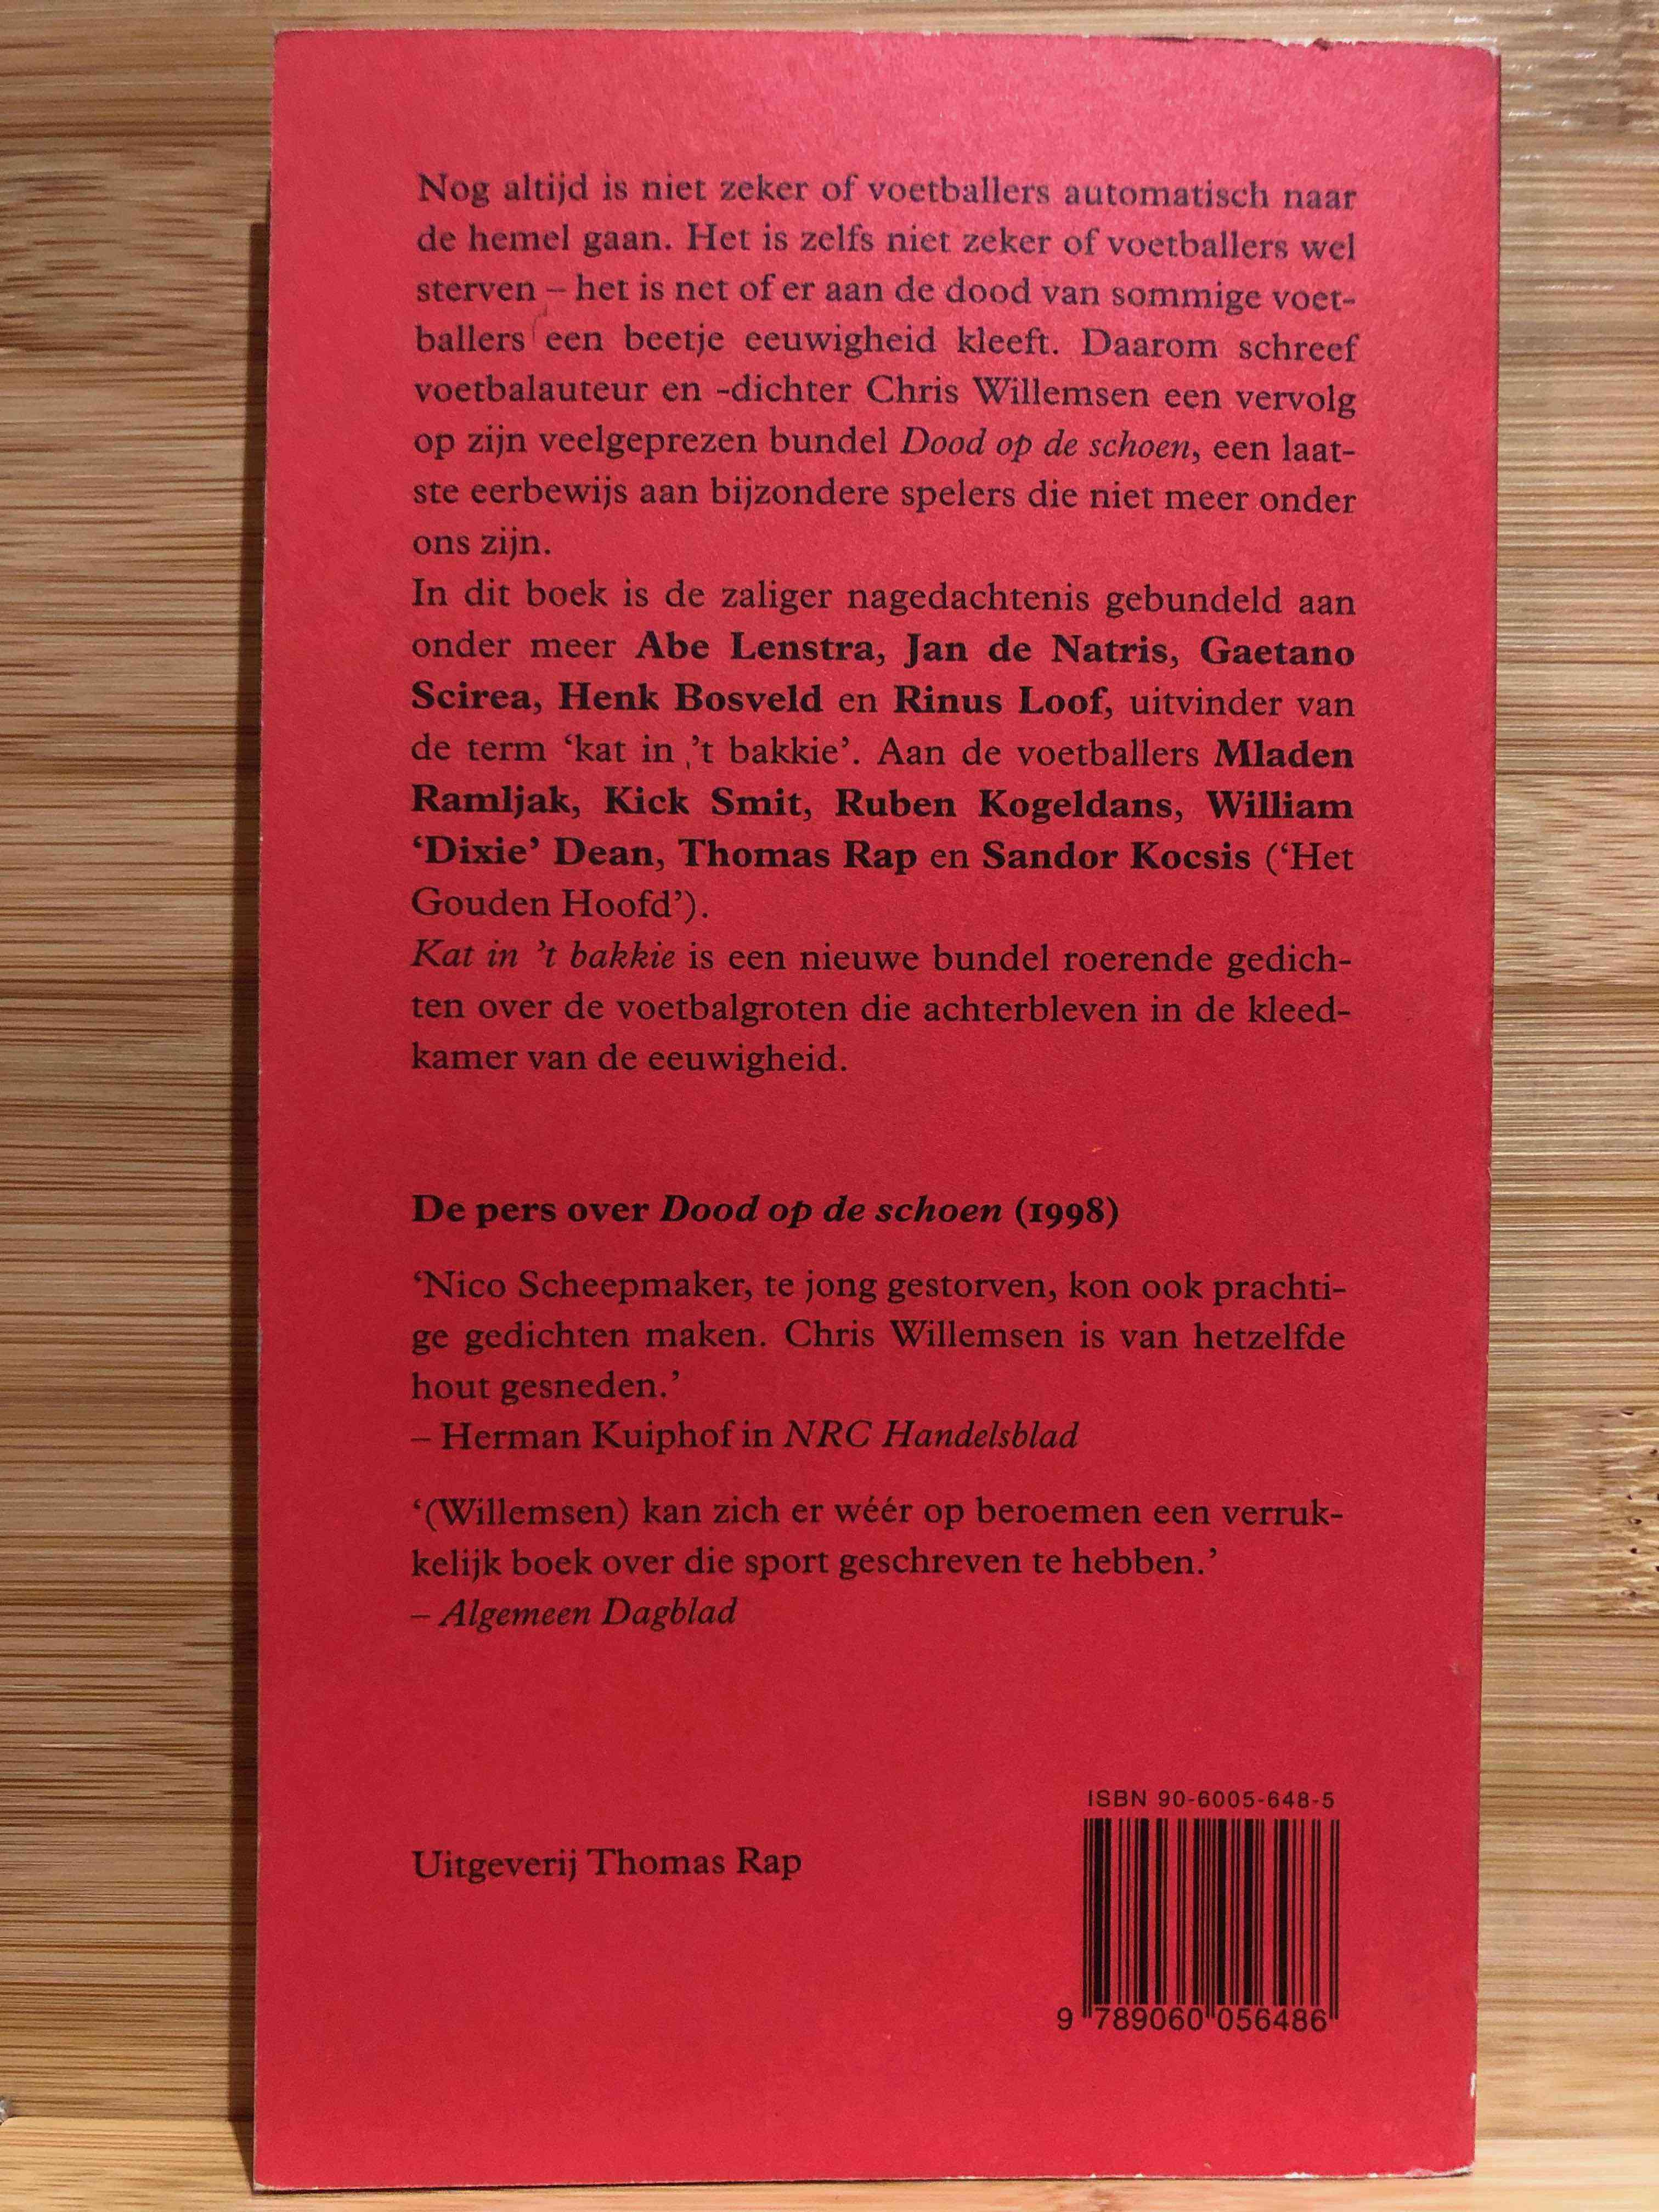 Nog altijd is niet zeker of voetballers automatisch naar
de hemel gaan. Het is zelfs niet zeker of voetballers wel
sterven – het is net of er aan de dood van sommige voet-
ballers een beetje eeuwigheid kleeft. Daarom schreef
voetbalauteur en -dichter Chris Willemsen een vervolg
op zijn veelgeprezen bundel Dood op de schoen, een laat-
ste eerbewijs aan bijzondere spelers die niet meer onder
ons zijn.
In dit boek is de zaliger nagedachtenis gebundeld aan
onder meer Abe Lenstra, Jan de Natris, Gaetano
Scirea, Henk Bosveld en Rinus Loof, uitvinder van
de term ‘kat in ’t bakkie’. Aan de voetballers Mladen
Ramljak, Kick Smit, Ruben Kogeldans, William
‘Dixie’ Dean, Thomas Rap en Sandor Kocsis (‘Het
Gouden Hoofd’).
Kat in ’t bakkie is een nieuwe bundel roerende gedich-
ten over de voetbalgroten die achterbleven in de kleed-
kamer van de eeuwigheid.
De pers over Dood op de schoen (1998)
‘Nico Scheepmaker, te jong gestorven, kon ook prachti-
ge gedichten maken. Chris Willemsen is van hetzelfde
hout gesneden.’
– Herman Kuiphof in NRC Handelsblad
‘(Willemsen) kan zich er wéér op beroemen een verruk-
kelijk boek over die sport geschreven te hebben.’
– Algemeen Dagblad
ISBN 90-6005-648-5
Uitgeverij Thomas Rap
9 789060 056486